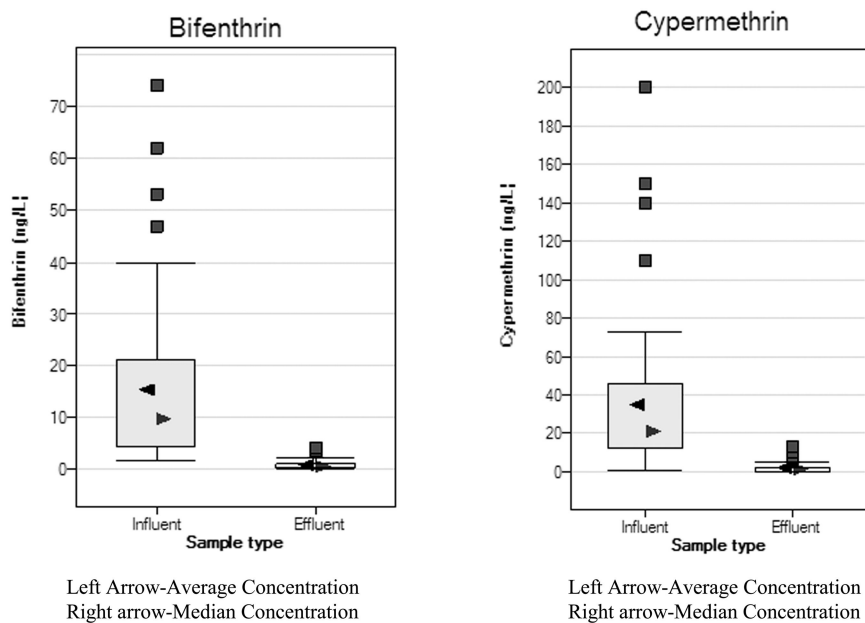 Bifenthrin
Bifenthrin (ng/L)
70
60
50
40
30
20
10
0
Influent Effluent
Sample type
Left Arrow-Average Concentration
Right arrow-Median Concentration
Cypermethrin
Cypermethrin (ng/L)
200
180
160
140
120
100
80
60
40
20
0
Influent Effluent
Sample type
Left Arrow-Average Concentration
Right arrow-Median Concentration